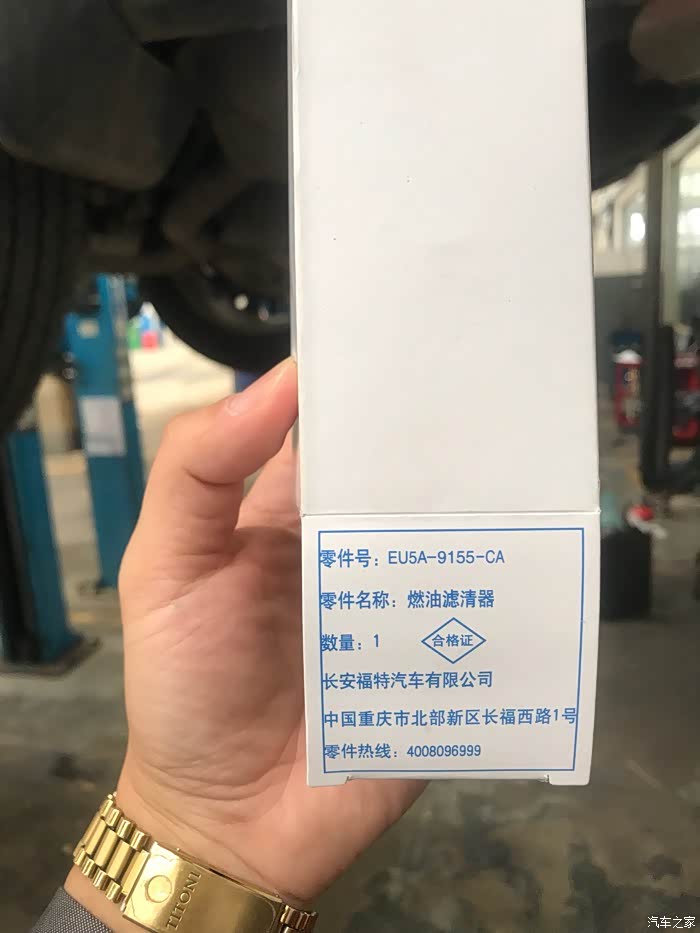 零件号：EU5A-9155-CA
零件名称：燃油滤清器
数量：1 合格证
长安福特汽车有限公司
中国重庆市北部新区长福西路1号
零件热线：4008096999
TITONI
汽车之家